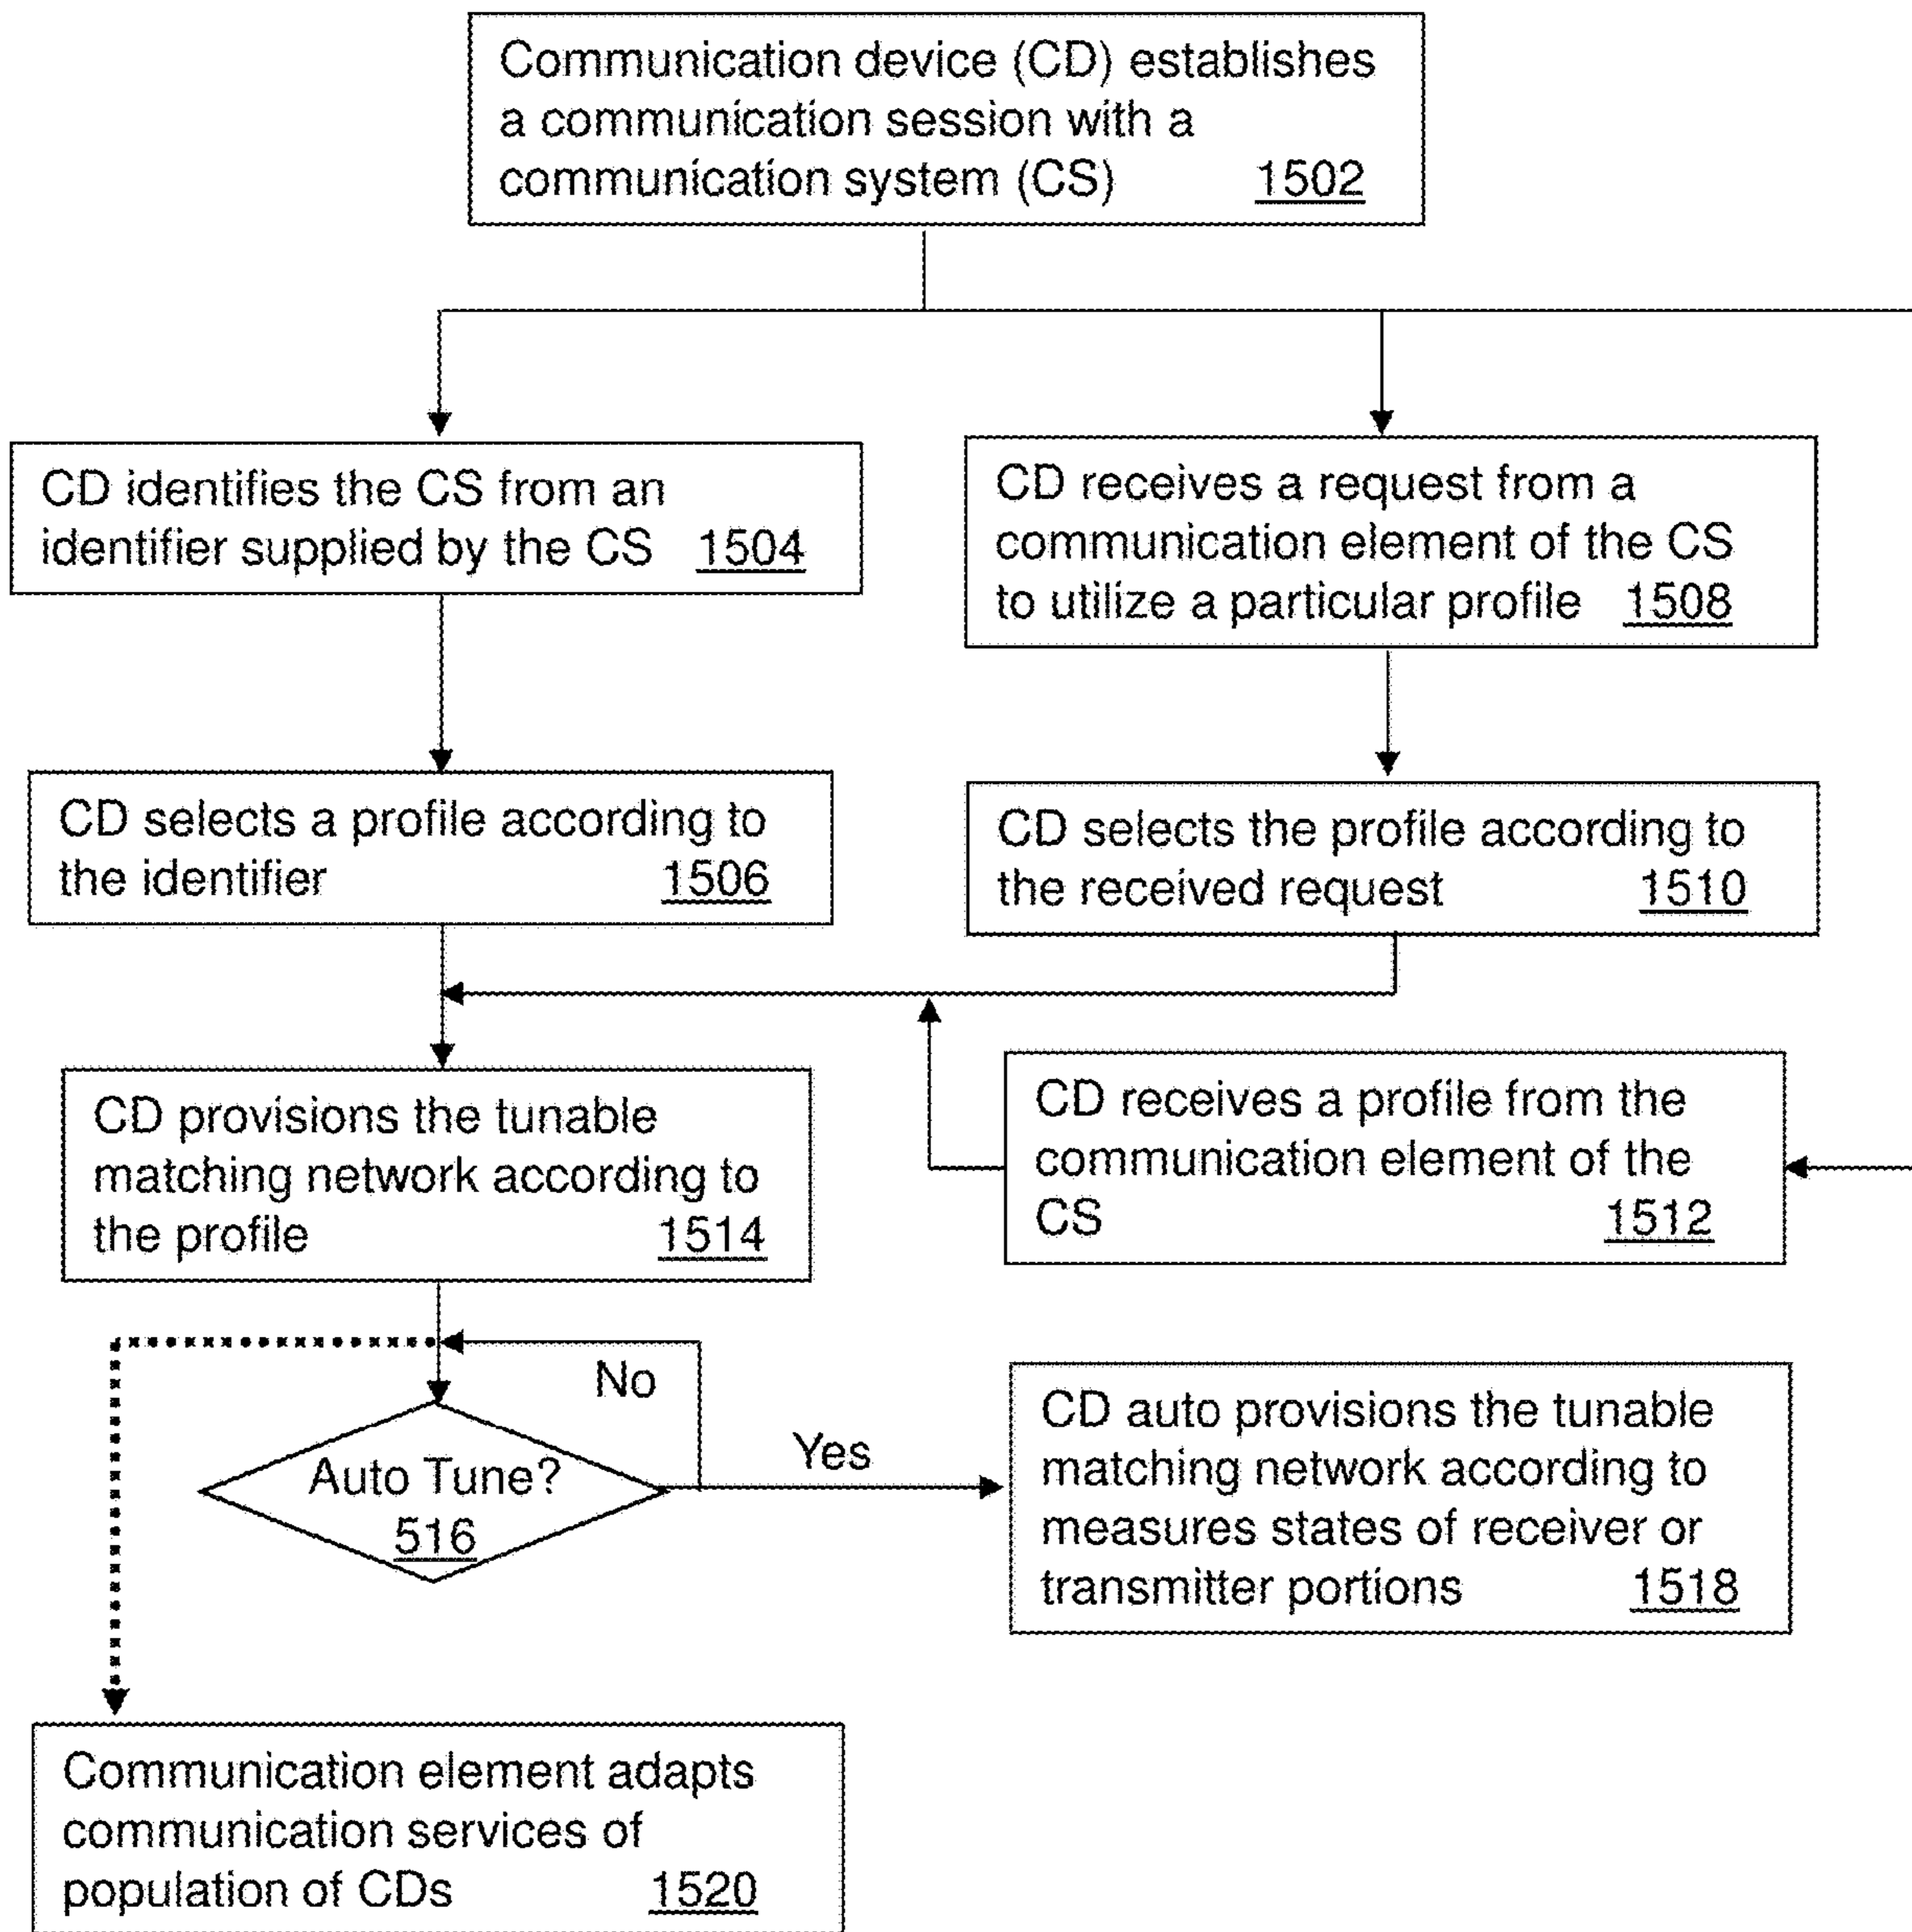 Communication device (CD) establishes
a communication session with a
communication system (CS) 1502
CD identifies the CS from an
identifier supplied by the CS 1504
CD receives a request from a
communication element of the CS
to utilize a particular profile 1508
CD selects a profile according to
the identifier 1506
CD selects the profile according to
the received request 1510
CD provisions the tunable
matching network according to
the profile 1514
CD receives a profile from the
communication element of the
CS 1512
No
Yes
Auto Tune?
516
CD auto provisions the tunable
matching network according to
measures states of receiver or
transmitter portions 1518
Communication element adapts
communication services of
population of CDs 1520